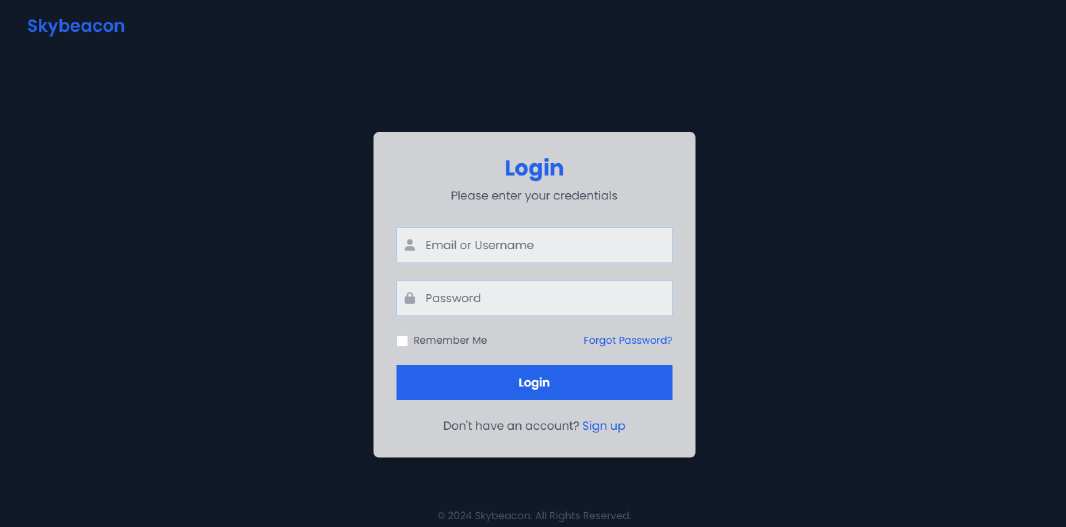 Skybeacon
Login
Please enter your credentials
Email or Username
Password
Remember Me
Forgot Password?
Login
Don't have an account? Sign up
© 2024 Skybeacon. All Rights Reserved.